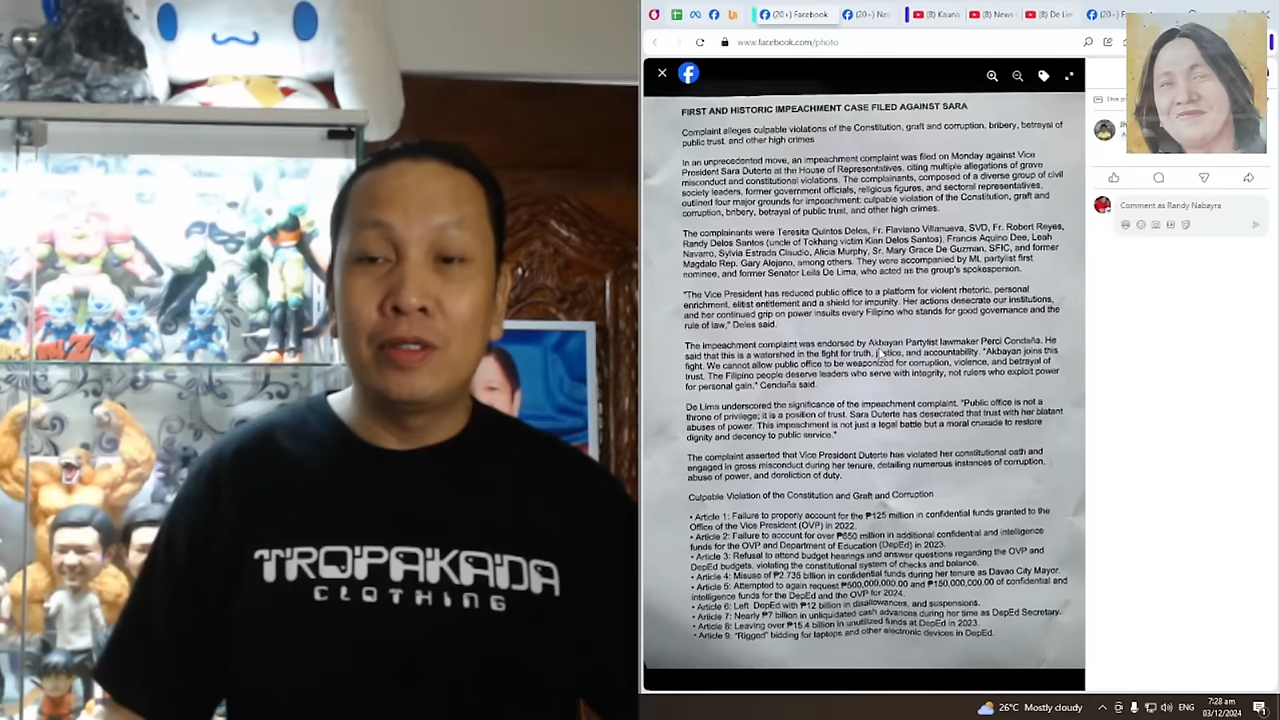 TROPAKADA
CLOTHING
(20+) Facebook
(8) Kauna
(8) News
(8) De Lim
www.facebook.com/photo
FIRST AND HISTORIC IMPEACHMENT CASE FILED AGAINST SARA
Complaint alleges culpable violations of the Constitution, graft and corruption, bribery, betrayal of
public trust, and other high crimes
In an unprecedented move, an impeachment complaint was filed on Monday against Vice
President Sara Duterte at the House of Representatives, citing multiple allegations of grave
misconduct and constitutional violations. The complainants, composed of a diverse group of civil
society leaders, former government officials, religious figures, and sectoral representatives,
outlined four major grounds for impeachment: culpable violation of the Constitution, graft and
corruption, bribery, betrayal of public trust, and other high crimes.
The complainants were Teresita Quintos Deles, Fr. Flaviano Villanueva, SVD, Fr. Robert Reyes,
Randy Delos Santos (uncle of Tokhang victim Kian Delos Santos), Francis Aquino Dee, Leah
Navarro, Sylvia Estrada Claudio, Alicia Murphy, Sr. Mary Grace De Guzman, SFIC, and former
Magdalo Rep. Gary Alejano, among others. They were accompanied by ML partylist first
nominee, and former Senator Leila De Lima, who acted as the group's spokesperson.
"The Vice President has reduced public office to a platform for violent rhetoric, personal
enrichment, elitist entitlement and a shield for impunity. Her actions desecrate our institutions,
and her continued grip on power insults every Filipino who stands for good governance and the
rule of law," Deles said.
The impeachment complaint was endorsed by Akbayan Partylist lawmaker Perci Cendaña. He
said that this is a watershed in the fight for truth, justice, and accountability. "Akbayan joins this
fight. We cannot allow public office to be weaponized for corruption, violence, and betrayal of
trust. The Filipino people deserve leaders who serve with integrity, not rulers who exploit power
for personal gain," Cendaña said.
De Lima underscored the significance of the impeachment complaint. "Public office is not a
throne of privilege; it is a position of trust. Sara Duterte has desecrated that trust with her blatant
abuses of power. This impeachment is not just a legal battle but a moral crusade to restore
dignity and decency to public service."
The complaint asserted that Vice President Duterte has violated her constitutional oath and
engaged in gross misconduct during her tenure, detailing numerous instances of corruption,
abuse of power, and dereliction of duty.
Culpable Violation of the Constitution and Graft and Corruption
• Article 1: Failure to properly account for the ₱125 million in confidential funds granted to the
Office of the Vice President (OVP) in 2022.
• Article 2: Failure to account for over ₱650 million in additional confidential and intelligence
funds for the OVP and Department of Education (DepEd) in 2023.
• Article 3: Refusal to attend budget hearings and answer questions regarding the OVP and
DepEd budgets, violating the constitutional system of checks and balance.
• Article 4: Misuse of ₱2.735 billion in confidential funds during her tenure as Davao City Mayor.
• Article 5: Attempted to again request ₱500,000,000.00 and ₱150,000,000.00 of confidential and
intelligence funds for the DepEd and the OVP for 2024.
• Article 6: Left DepEd with ₱12 billion in disallowances, and suspensions.
• Article 7: Nearly ₱7 billion in unliquidated cash advances during her time as DepEd Secretary.
• Article 8: Leaving over ₱15.4 billion in unutilized funds at DepEd in 2023.
• Article 9: "Rigged" bidding for laptops and other electronic devices in DepEd.
Comment as Randy Nabayra
26°C Mostly cloudy
ENG
7:28 am
03/12/2024